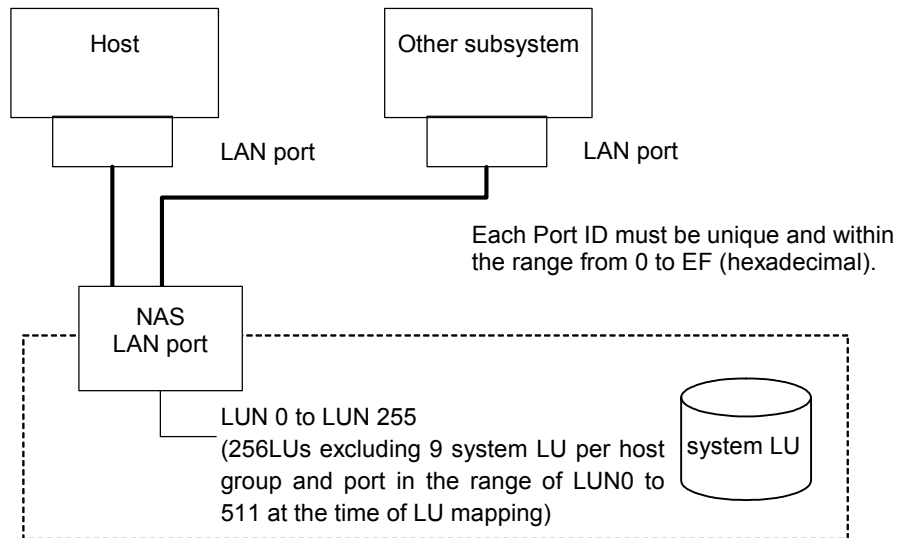 Host
Other subsystem
LAN port
LAN port
Each Port ID must be unique and within
the range from 0 to EF (hexadecimal).
NAS
LAN port
LUN 0 to LUN 255
(256LUs excluding 9 system LU per host
group and port in the range of LUN0 to
511 at the time of LU mapping)
system LU